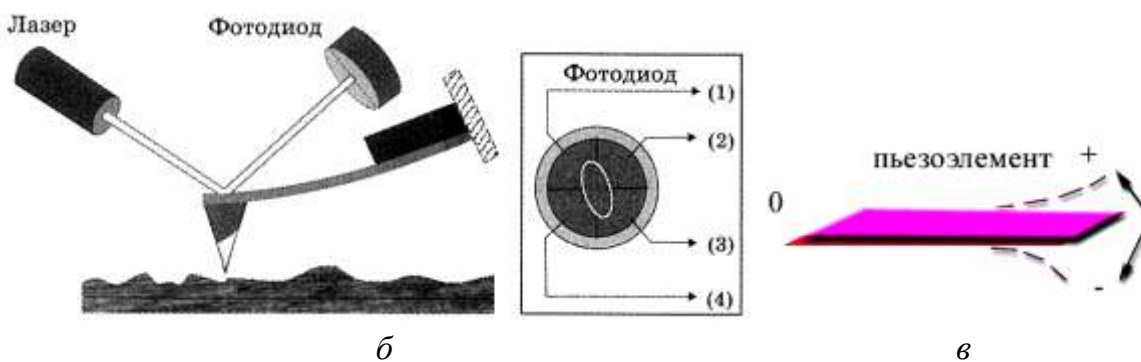 Лазер
Фотодиод
Фотодиод
(1)
(2)
(3)
(4)
пьезоэлемент
+
0
-
б
в